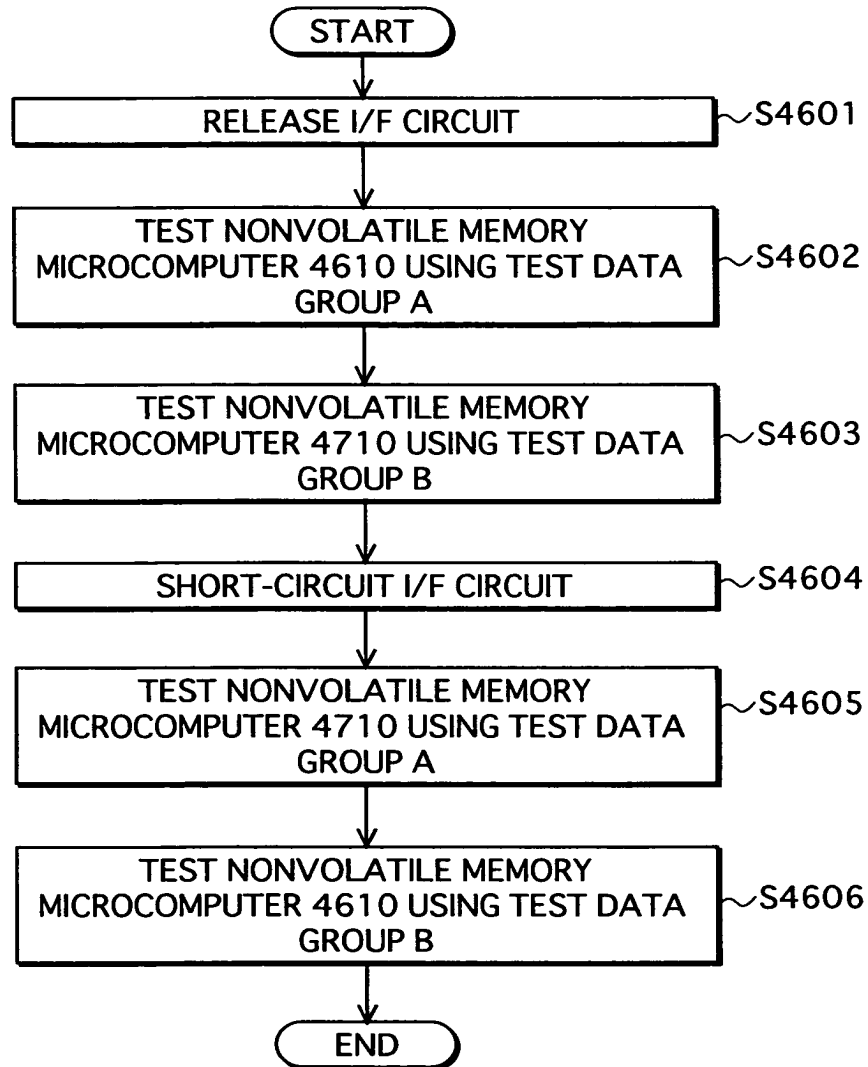 START
RELEASE I/F CIRCUIT
S4601
TEST NONVOLATILE MEMORY
MICROCOMPUTER 4610 USING TEST DATA
GROUP A
S4602
TEST NONVOLATILE MEMORY
MICROCOMPUTER 4710 USING TEST DATA
GROUP B
S4603
SHORT-CIRCUIT I/F CIRCUIT
S4604
TEST NONVOLATILE MEMORY
MICROCOMPUTER 4710 USING TEST DATA
GROUP A
S4605
TEST NONVOLATILE MEMORY
MICROCOMPUTER 4610 USING TEST DATA
GROUP B
S4606
END